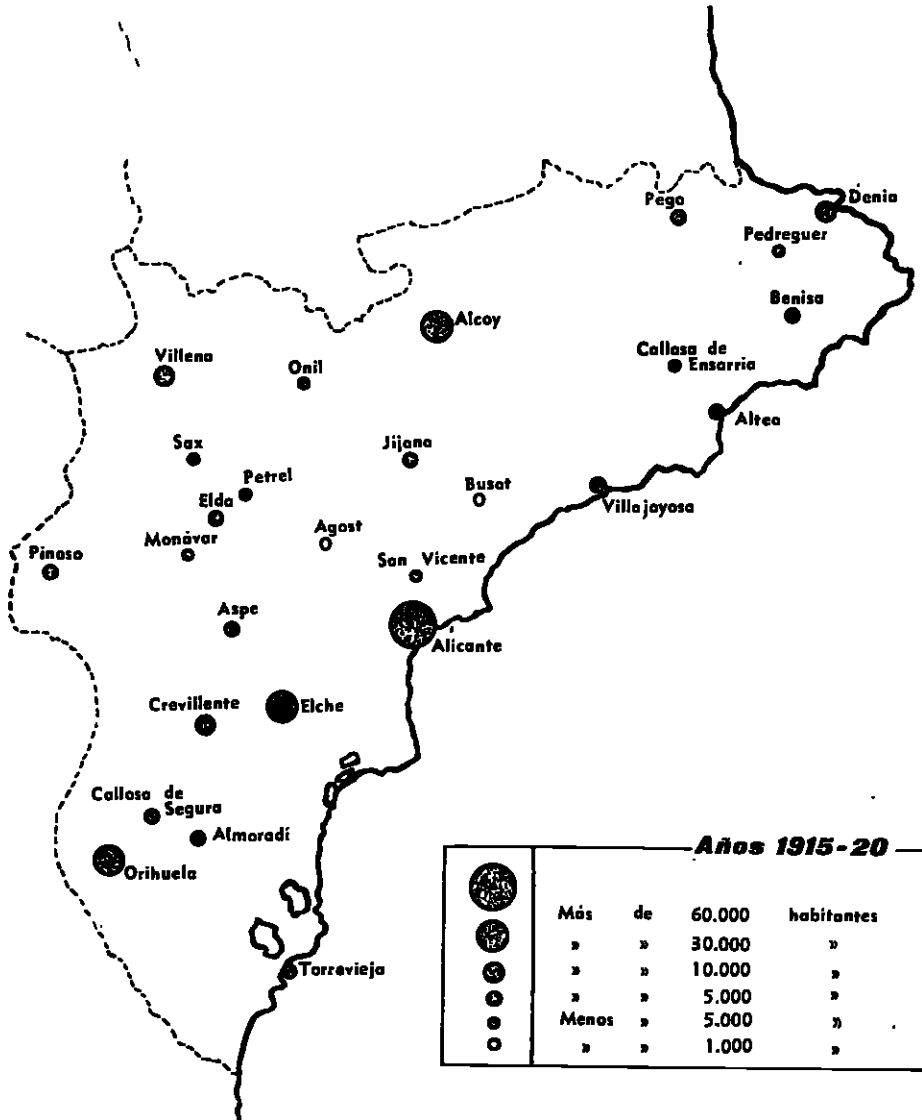 Pego
Denia
Pedreguer
Benisa
Alcoy
Callosa de
Ensarria
Villena
Onil
Altea
Sax
Jijana
Petrel
Busot
Elda
Villajoyosa
Agost
Monávar
Pinoso
San Vicente
Aspe
Alicante
Crevillente
Elche
Callosa de
Segura
Almoradí
Orihuela
Torrevieja
Años 1915-20
Más de 60.000 habitantes
» » 30.000 »
» » 10.000 »
» » 5.000 »
Menos » 5.000 »
» » 1.000 »